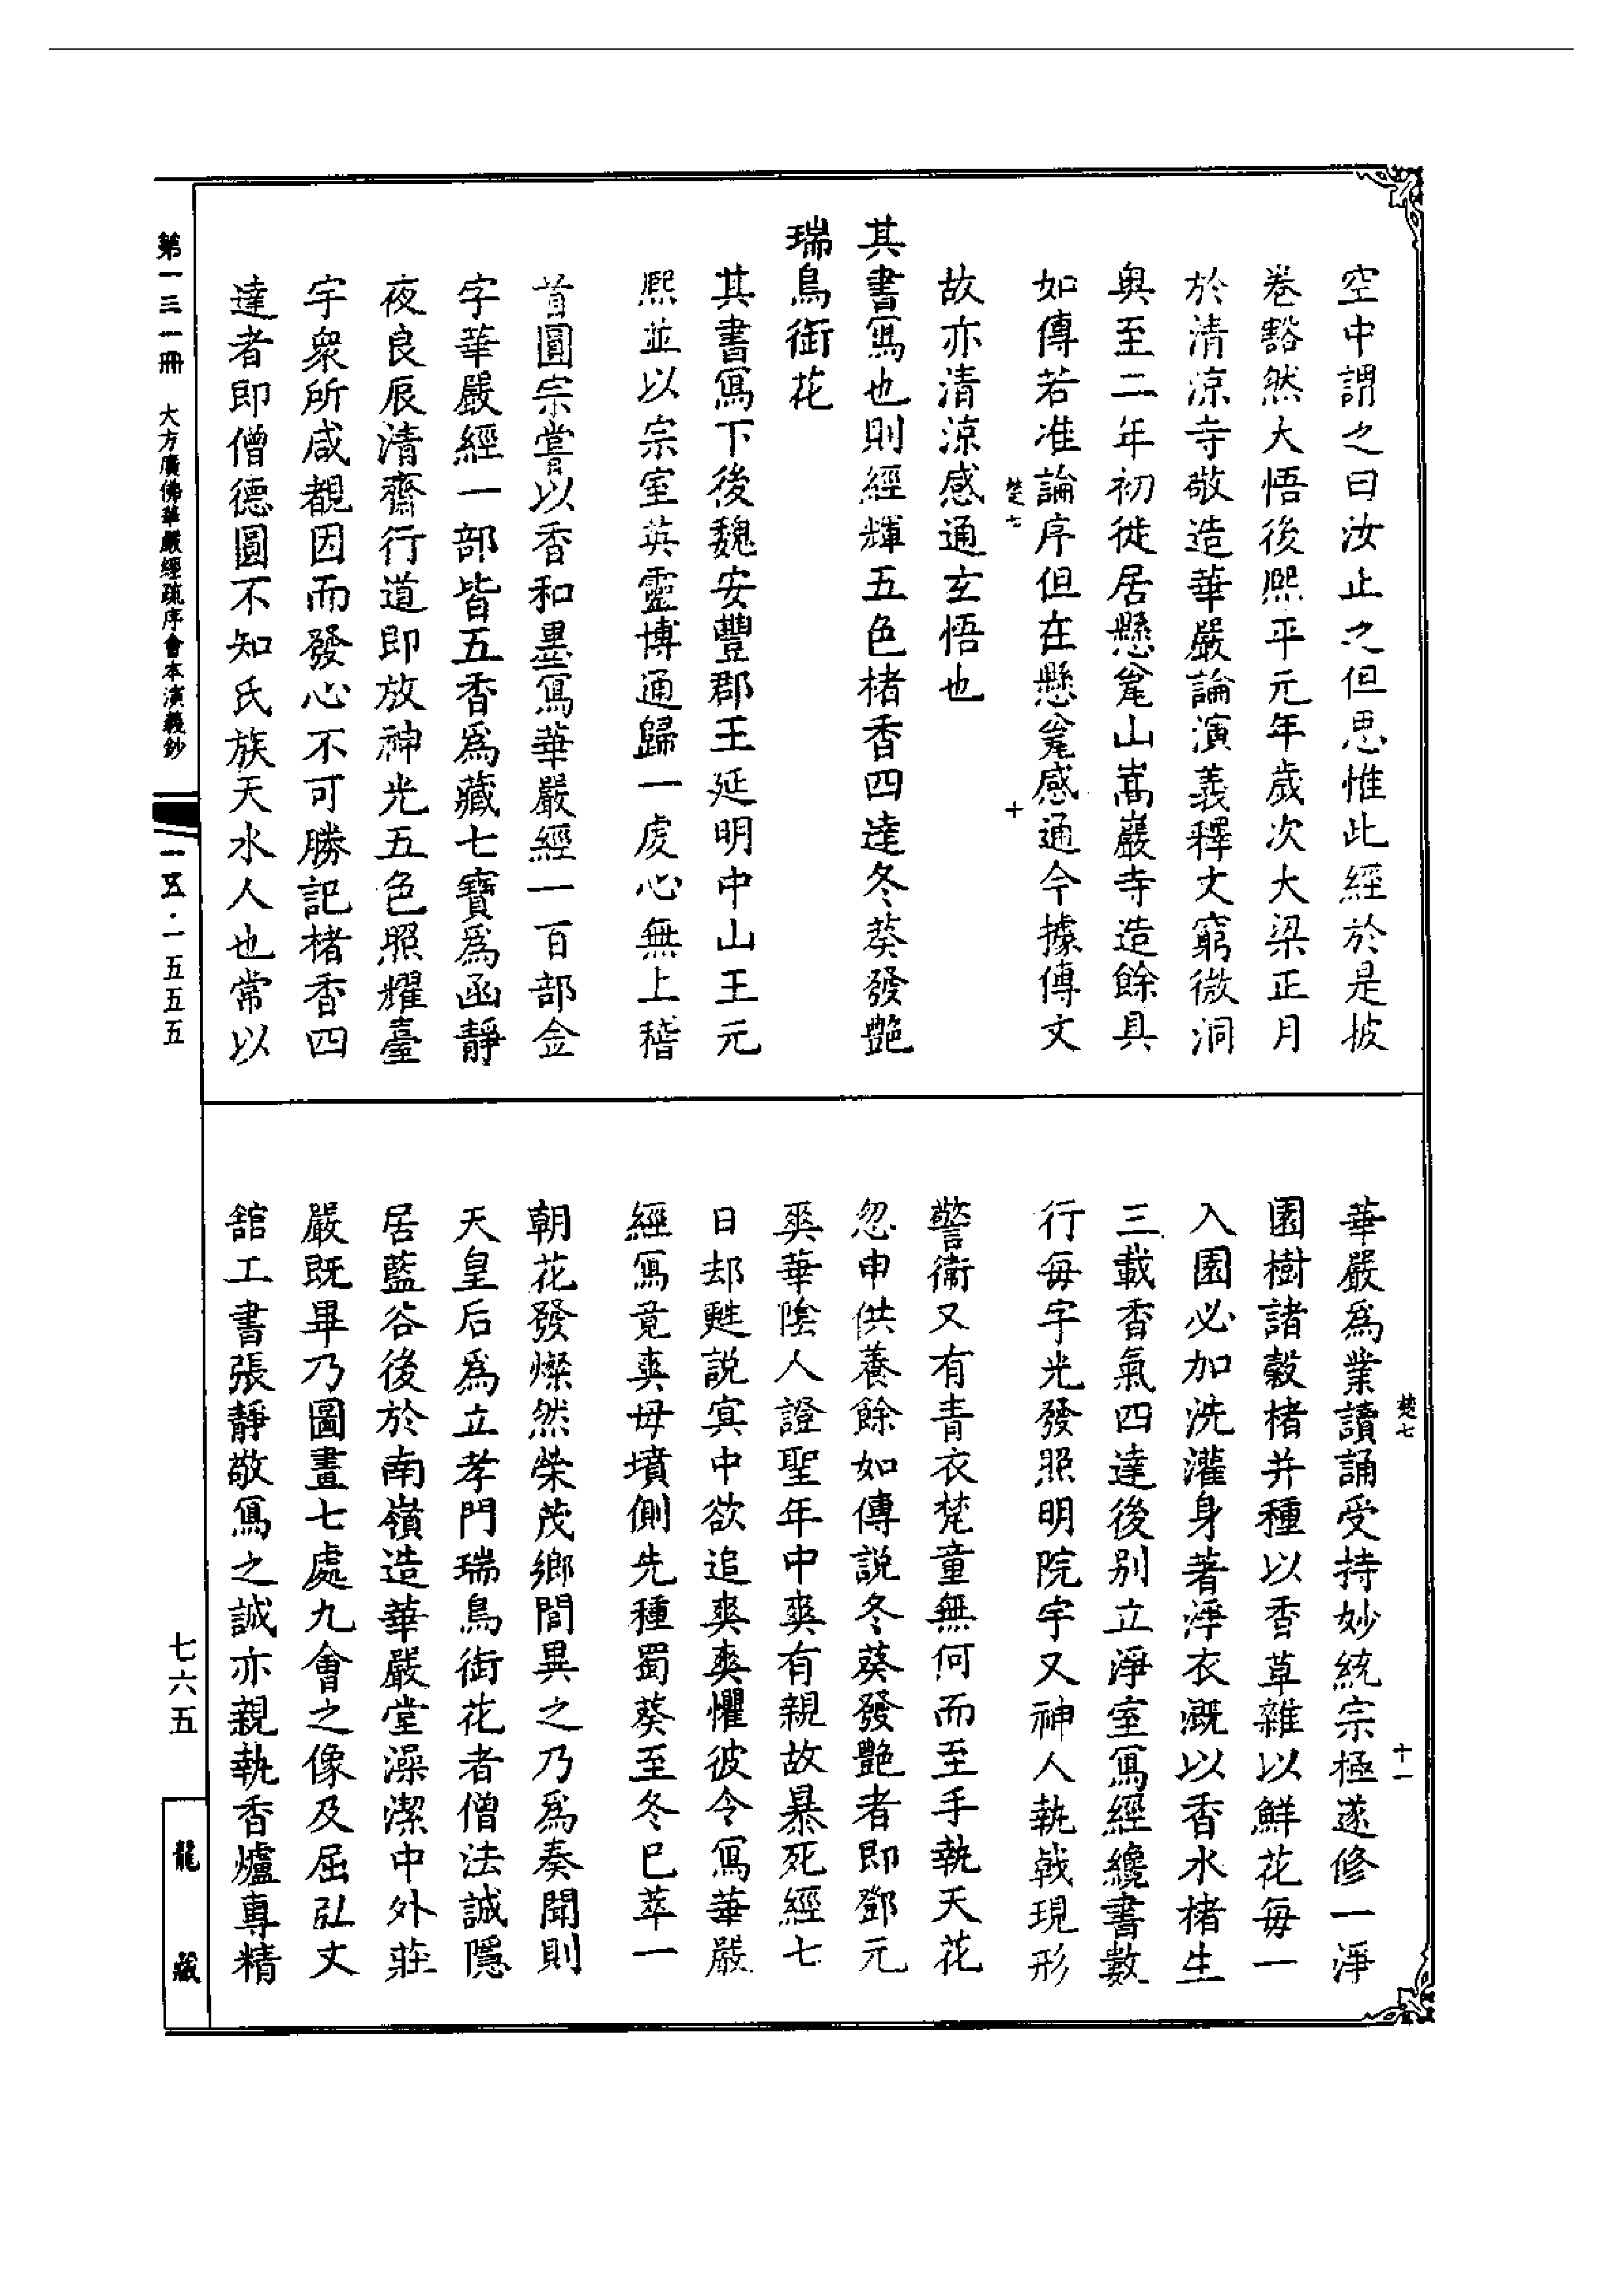 空中謂之曰汝止之但思惟此經於是披
卷豁然大悟後熙平元年歲次大梁正月
於清凉寺敬造華嚴論演義釋文窮微洞
奥至二年初徙居懸瓮山嵩巖寺造餘具
如傳若准論序但在懸瓮感通今據傳文
楚七
十
故亦清凉感通玄悟也
其書寫也則經輝五色楮香四達冬葵發艷
瑞鳥銜花
其書寫下後魏安豐郡王延明中山王元
熙並以宗室英靈博通歸一處心無上稽
首圓宗甞以香和墨寫華嚴經一百部金
字華嚴經一部皆五香爲藏七寶爲函靜
夜良辰清齋行道即放神光五色照耀臺
宇衆所咸覩因而發心不可勝記楮香四
達者即僧德圓不知氏族天水人也常以
楚七
十一
華嚴爲業讀誦受持妙統宗極遂修一淨
園樹諸穀楮并種以香草雜以鮮花每一
入園必加洗灌身著淨衣溉以香水楮生
三載香氣四達後别立淨室寫經纔書數
行每字光發照明院宇又神人執戟現形
警衞又有青衣梵童無何而至手執天花
忽申供養餘如傳說冬葵發艷者即鄧元
爽華陰人證聖年中爽有親故暴死經七
日却甦說冥中欲追爽爽懼彼令寫華嚴
經寫竟爽母墳側先種蜀葵至冬已萃一
朝花發燦然榮茂鄉閭異之乃爲奏聞則
天皇后爲立孝門瑞鳥銜花者僧法誠隱
居藍谷後於南嶺造華嚴堂澡潔中外莊
嚴既畢乃圖畫七處九會之像及屈弘文
舘工書張靜敬寫之誠亦親執香爐專精
第一三一冊 大方廣佛華嚴經疏序會本演義鈔
一五·一五五五
七六五
龍藏